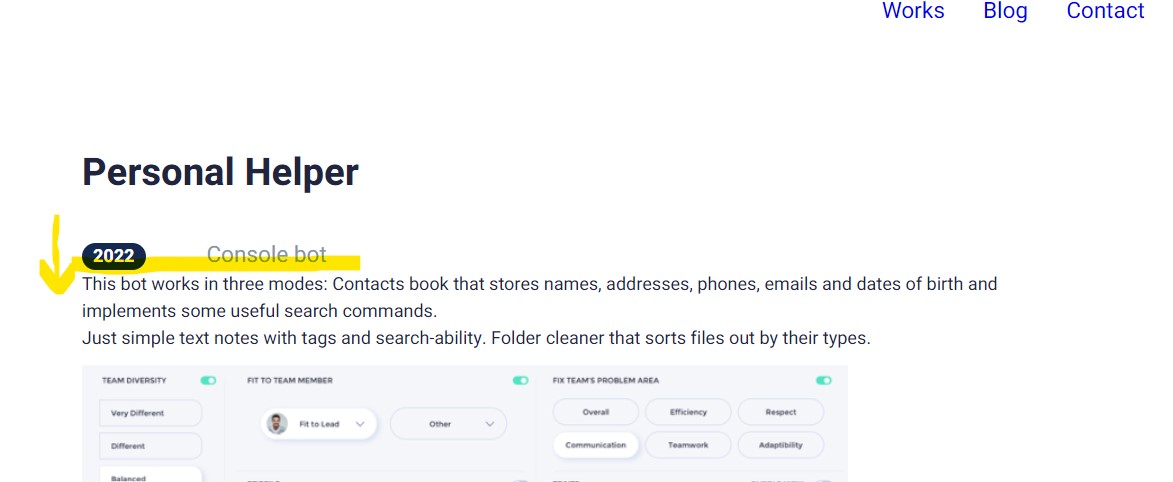 Works Blog Contact
Personal Helper
2022 Console bot
This bot works in three modes: Contacts book that stores names, addresses, phones, emails and dates of birth and
implements some useful search commands.
Just simple text notes with tags and search-ability. Folder cleaner that sorts files out by their types.
TEAM DIVERSITY FIT TO TEAM MEMBER FIX TEAM'S PROBLEM AREA
Very Different Fit to Lead Other Overall Efficiency Respect
Different Communication Teamwork Adaptibility
Balanced